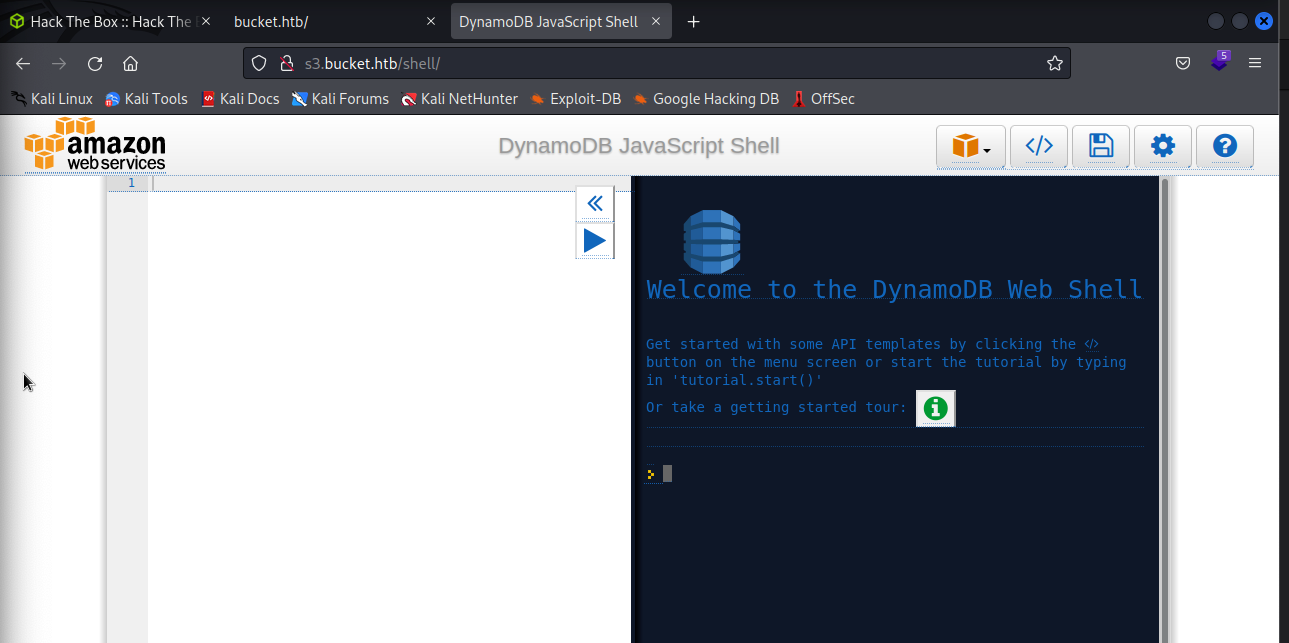 Hack The Box :: Hack The
bucket.htb/
DynamoDB JavaScript Shell
s3.bucket.htb/shell/
5
Kali Linux Kali Tools Kali Docs Kali Forums Kali NetHunter Exploit-DB Google Hacking DB OffSec
amazon
webservices
DynamoDB JavaScript Shell
</>
?
1
Welcome to the DynamoDB Web Shell
Get started with some API templates by clicking the </>
button on the menu screen or start the tutorial by typing
in 'tutorial.start()'
Or take a getting started tour:
>